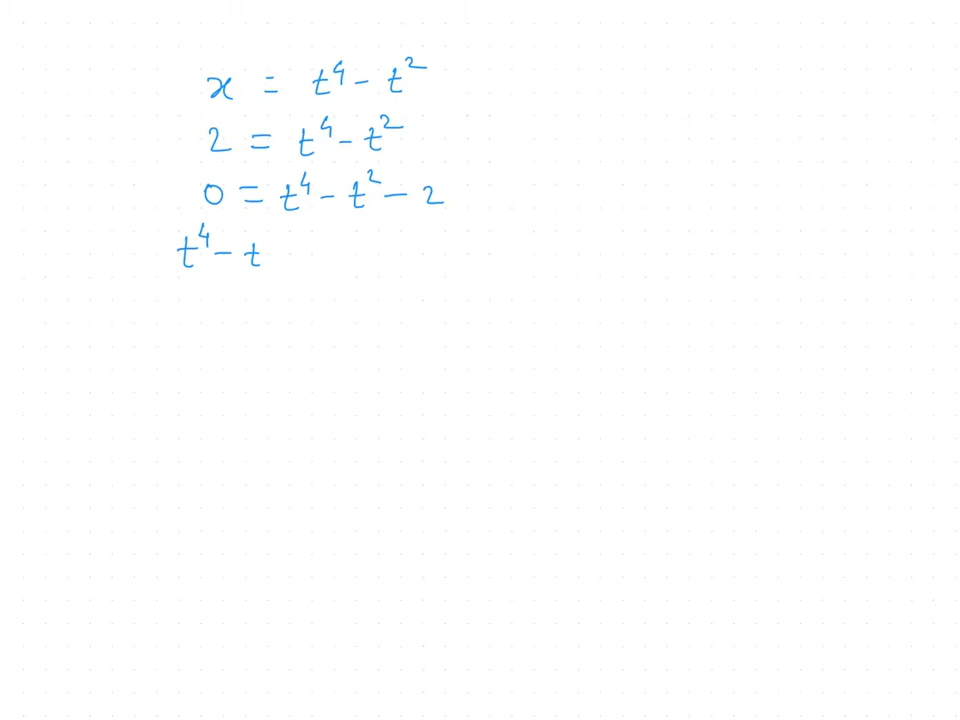 x = t⁴ - t²
2 = t⁴ - t²
0 = t⁴ - t² - 2
t⁴ - t